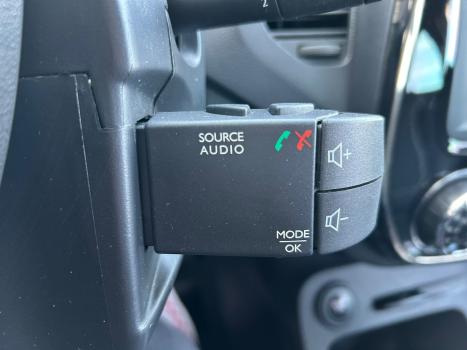 SOURCE
AUDIO
+
-
MODE
OK